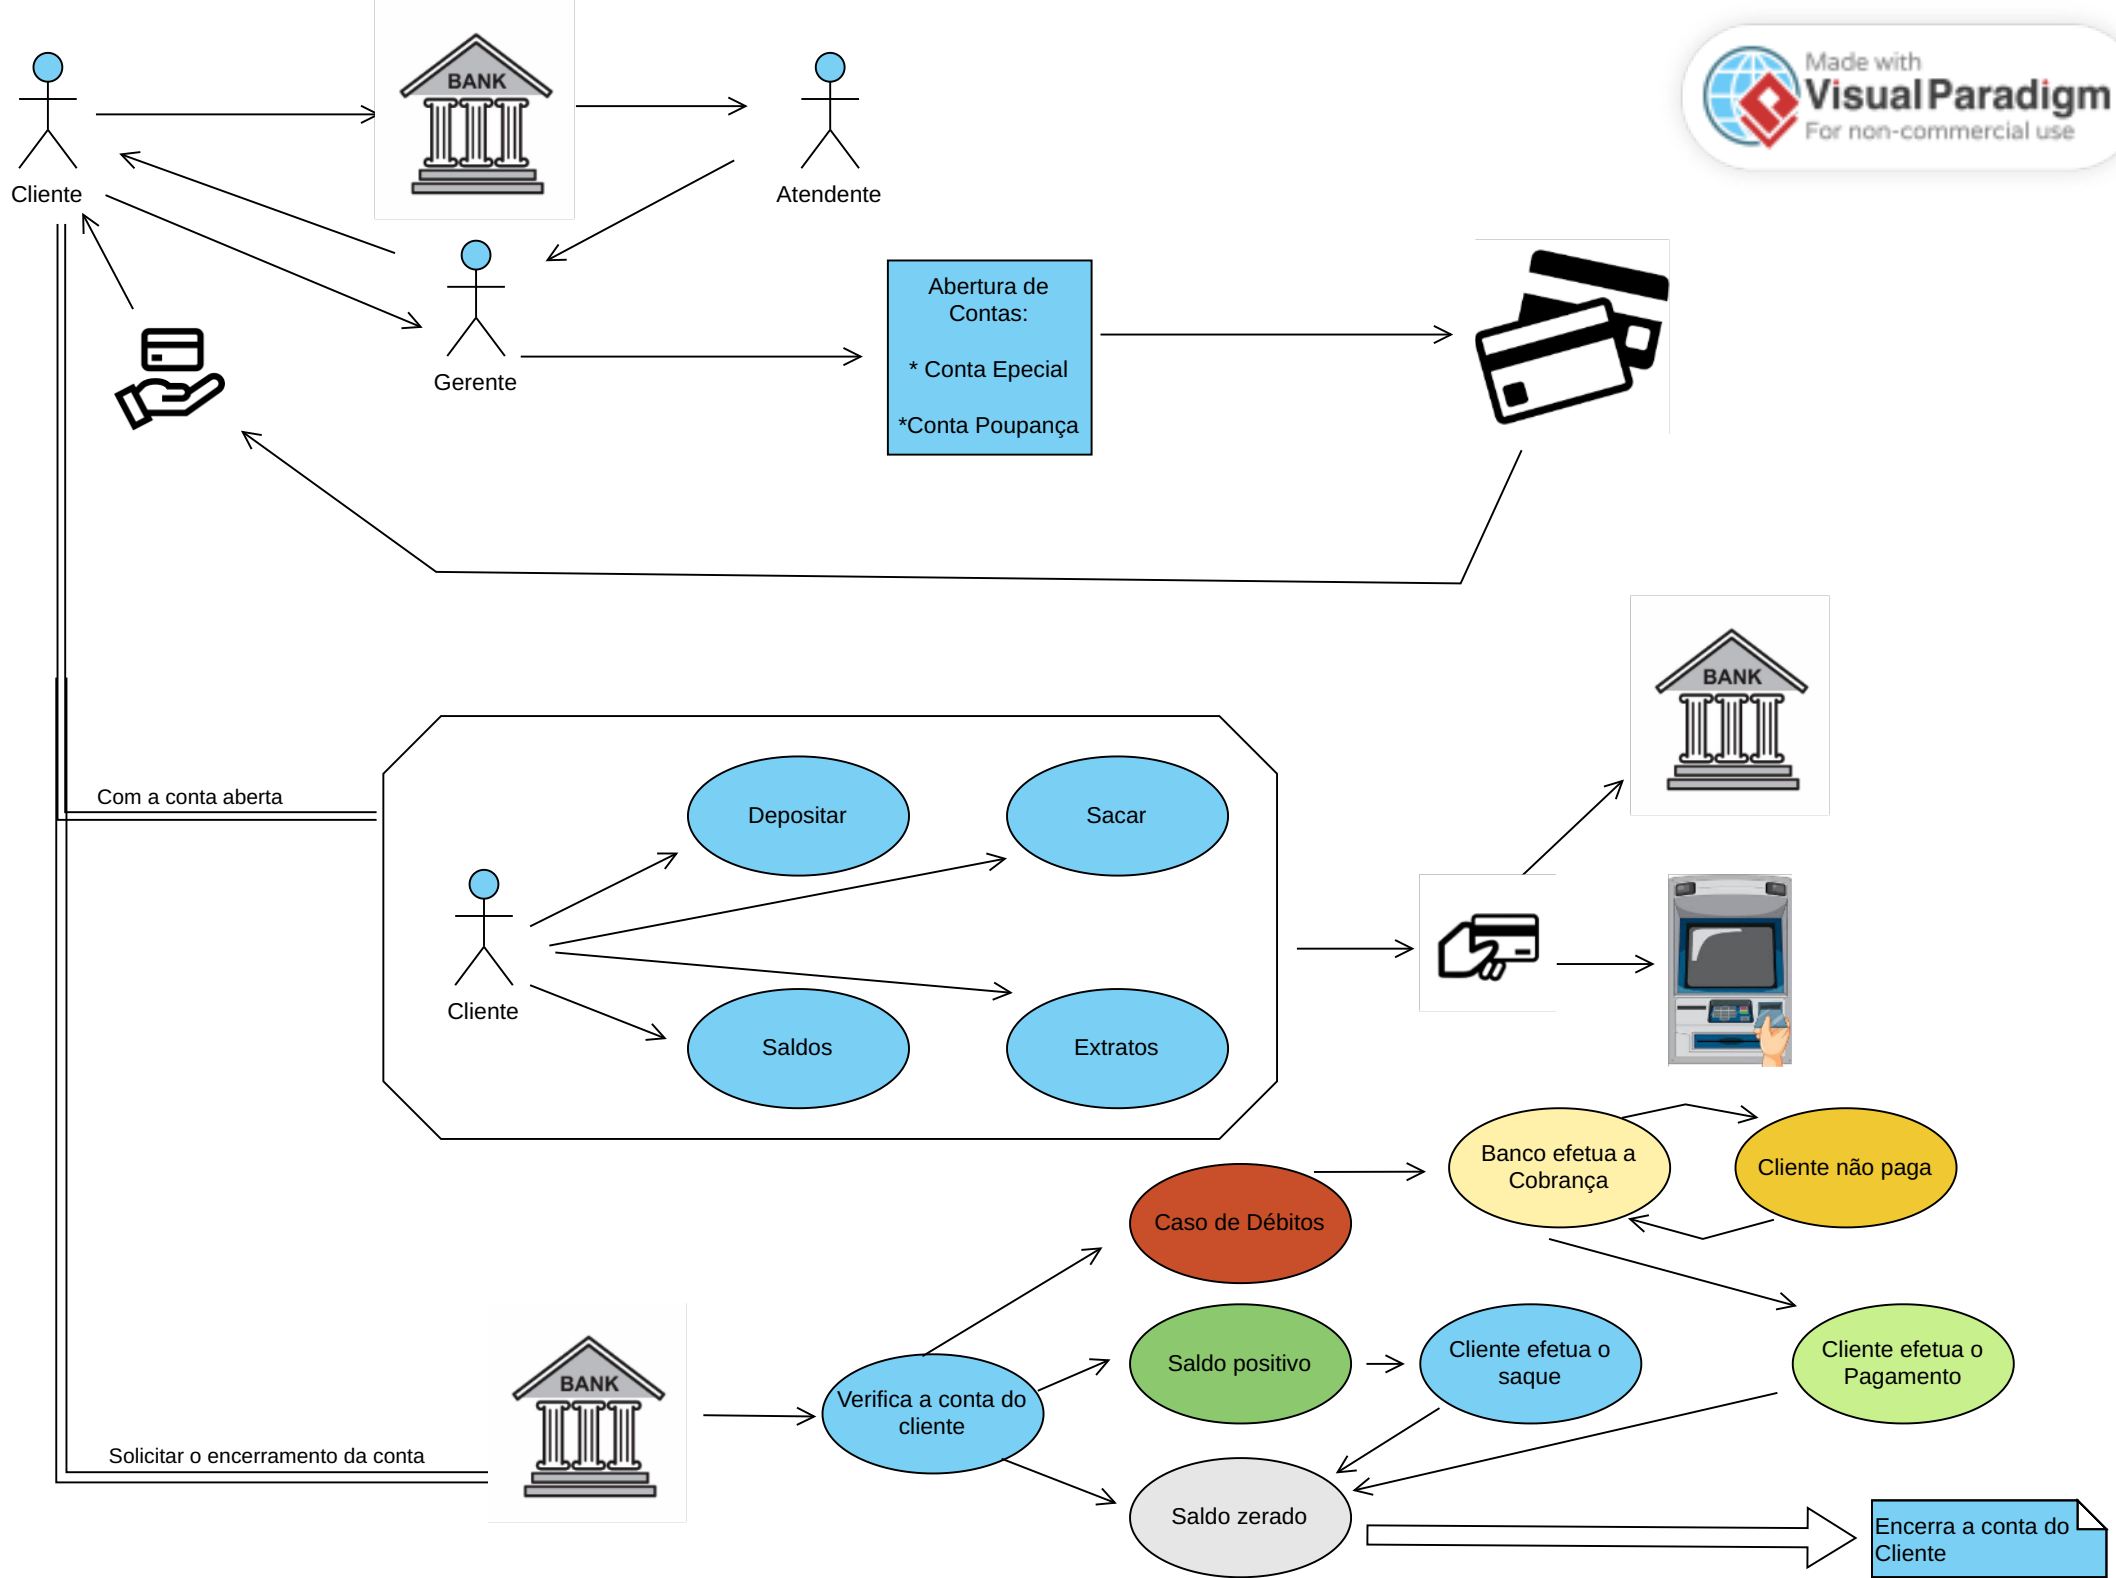 Made with
Visual Paradigm
For non-commercial use
BANK
Cliente
Atendente
Gerente
Abertura de
Contas:
* Conta Epecial
*Conta Poupança
BANK
Com a conta aberta
Depositar
Sacar
Cliente
Saldos
Extratos
Banco efetua a
Cobrança
Cliente não paga
Caso de Débitos
Saldo positivo
Cliente efetua o
saque
Cliente efetua o
Pagamento
BANK
Verifica a conta do
cliente
Solicitar o encerramento da conta
Saldo zerado
Encerra a conta do
Cliente